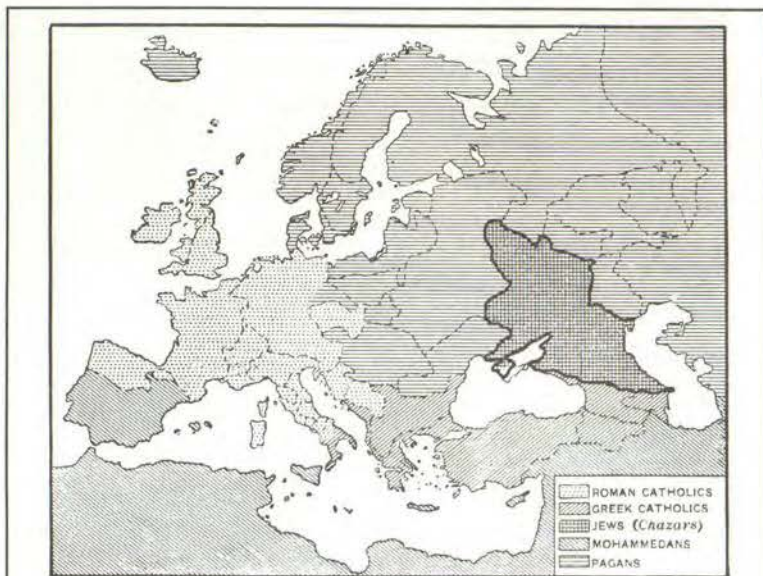 ROMAN CATHOLICS
GREEK CATHOLICS
JEWS (Chazars)
MOHAMMEDANS
PAGANS